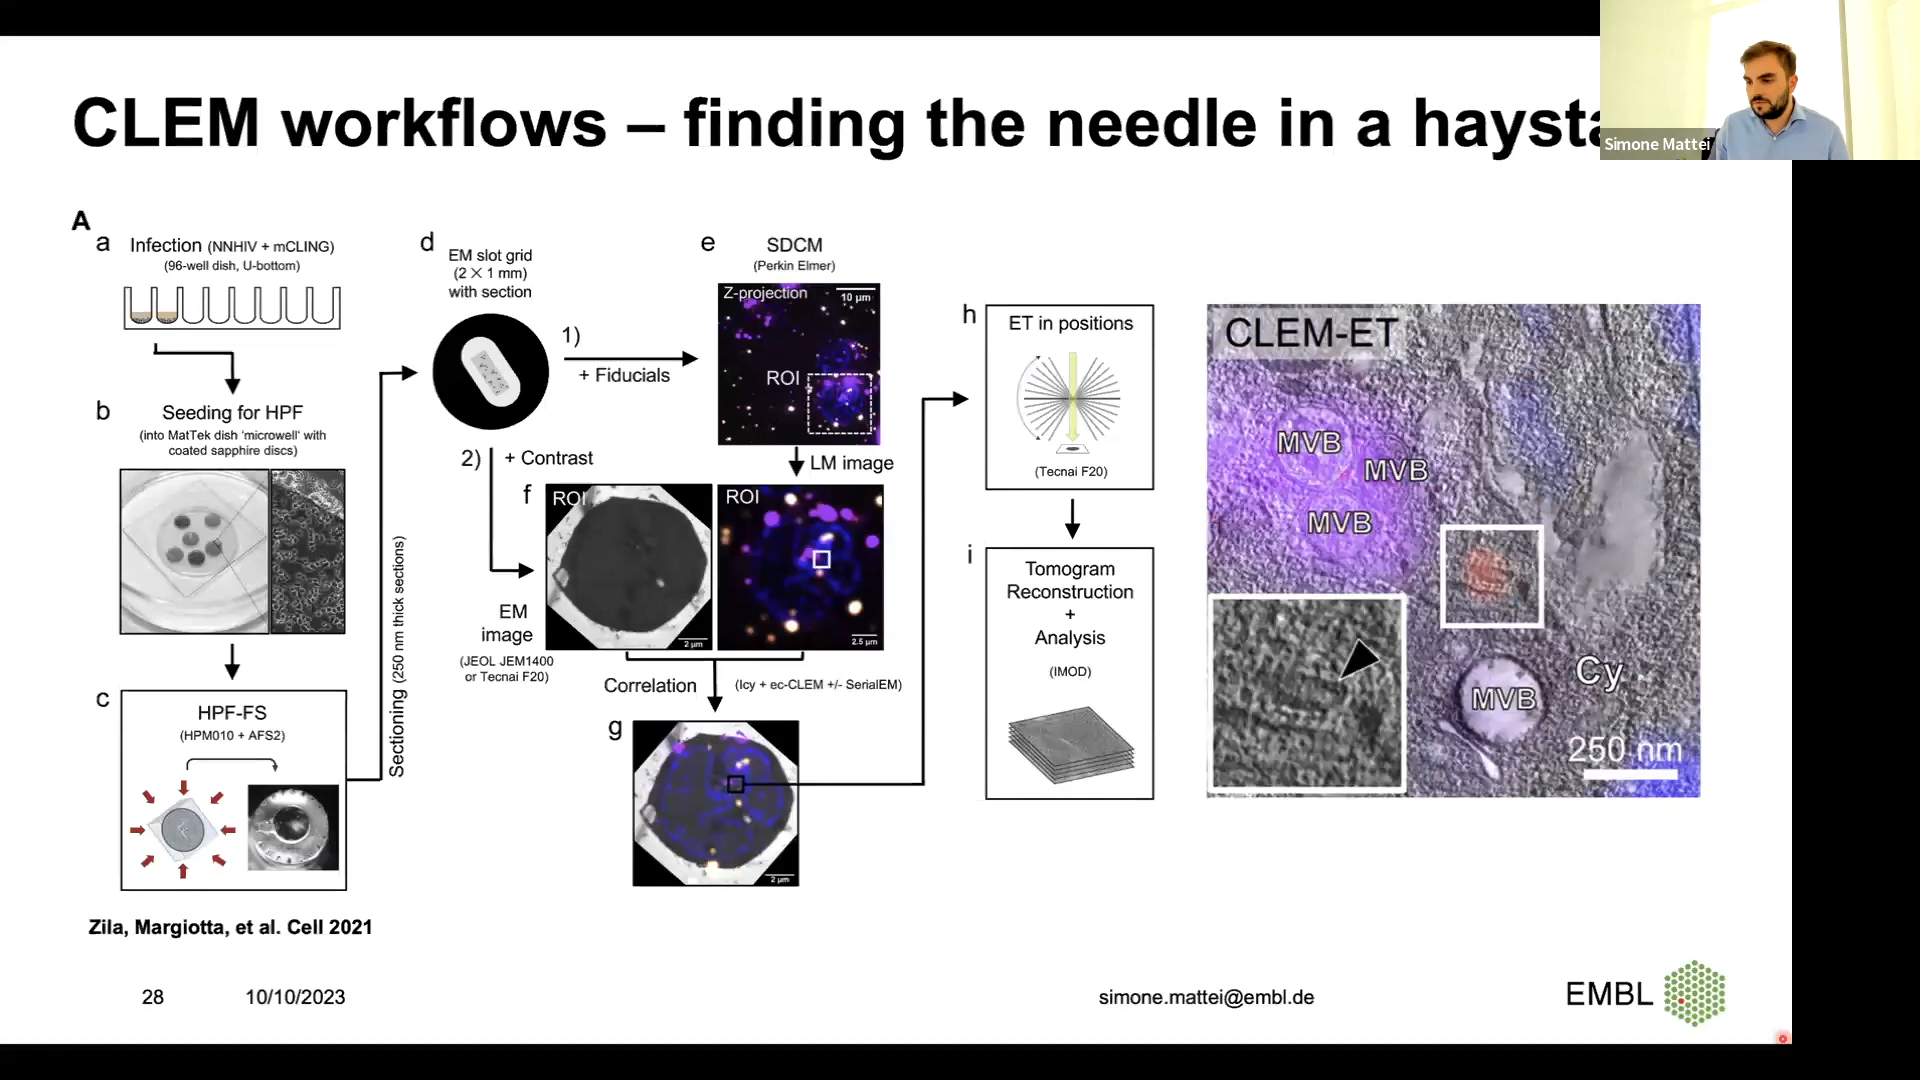 CLEM workflows – finding the needle in a haysta
Simone Mattei
A
a
Infection (NNHIV + mCLING)
(96-well dish, U-bottom)
b
Seeding for HPF
(into MatTek dish ‘microwell‘ with
coated sapphire discs)
c
HPF-FS
(HPM010 + AFS2)
Sectioning (250 nm thick sections)
d
EM slot grid
(2 X 1 mm)
with section
1)
+ Fiducials
2)
+ Contrast
e
SDCM
(Perkin Elmer)
Z-projection
10 µm
ROI
LM image
f
ROI
2 µm
ROI
2.5 µm
EM
image
(JEOL JEM1400
or Tecnai F20)
Correlation
(Icy + ec-CLEM +/- SerialEM)
g
2 µm
h
ET in positions
(Tecnai F20)
i
Tomogram
Reconstruction
+
Analysis
(IMOD)
CLEM-ET
MVB
MVB
MVB
Cy
MVB
250 nm
Zila, Margiotta, et al. Cell 2021
28
10/10/2023
simone.mattei@embl.de
EMBL